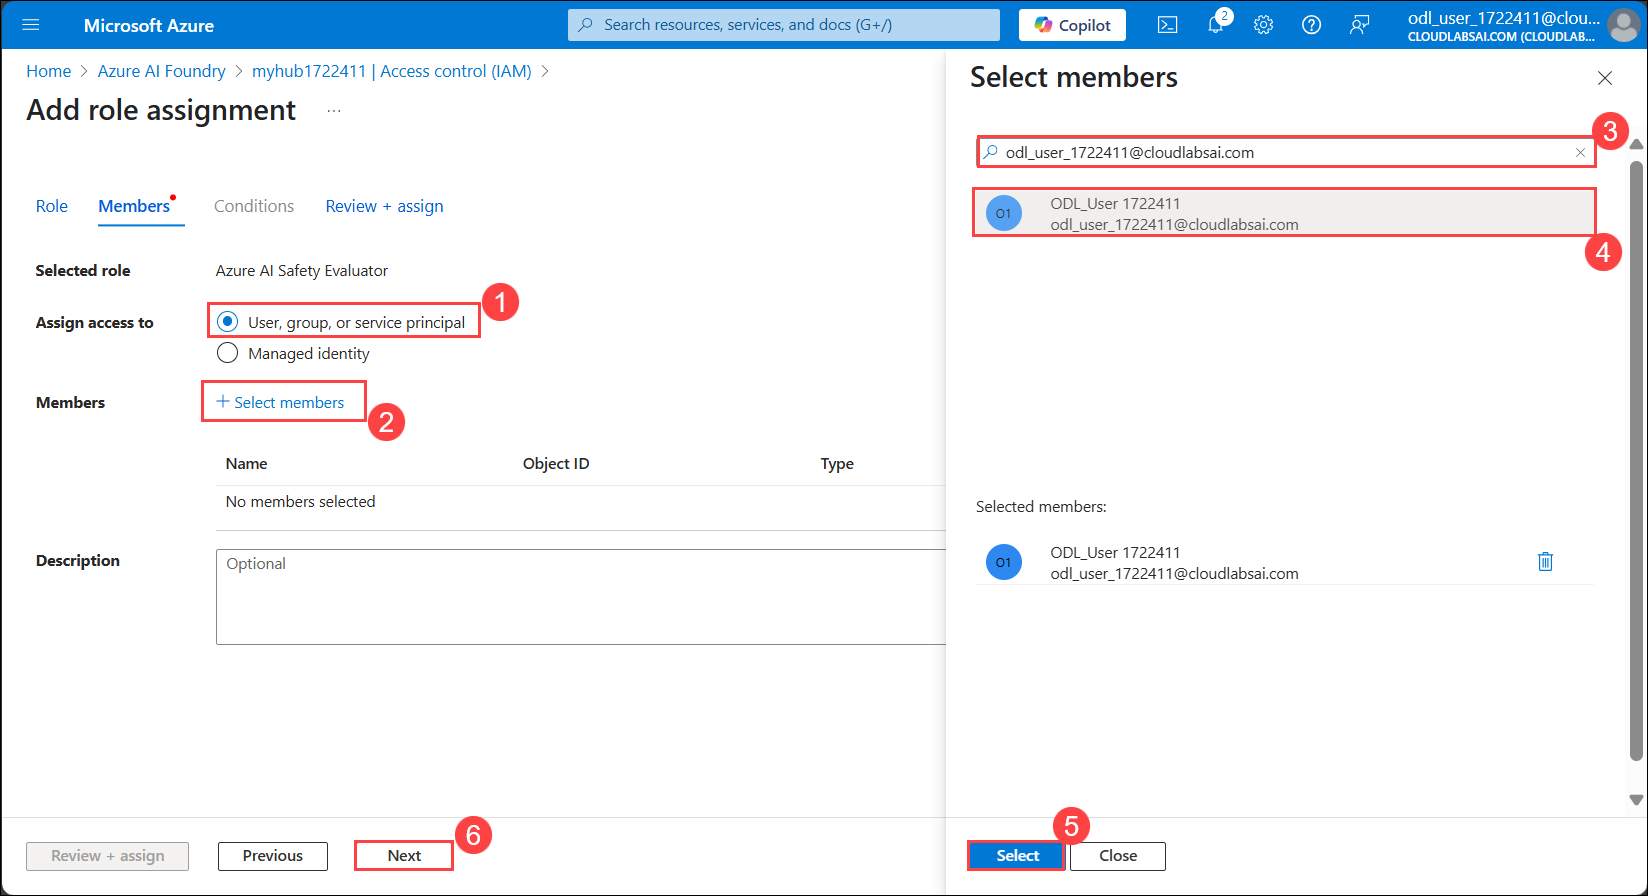 Microsoft Azure
Search resources, services, and docs (G+/)
Copilot
2
odl_user_1722411@clou...
CLOUDLABSAI.COM (CLOUDLAB...
Home > Azure AI Foundry > myhub1722411 | Access control (IAM) >
Add role assignment ...
Role Members Conditions Review + assign
Selected role Azure AI Safety Evaluator
Assign access to User, group, or service principal
1
Managed identity
Members + Select members
2
Name Object ID Type
No members selected
Description Optional
Review + assign Previous Next
6
Select members
odl_user_1722411@cloudlabsai.com
3
O1 ODL_User 1722411
odl_user_1722411@cloudlabsai.com
4
Selected members:
O1 ODL_User 1722411
odl_user_1722411@cloudlabsai.com
5
Select Close